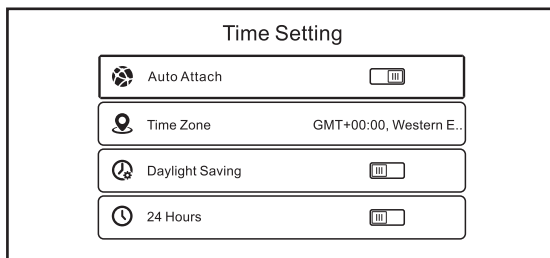 Time Setting
Auto Attach
Time Zone GMT+00:00, Western E..
Daylight Saving
24 Hours